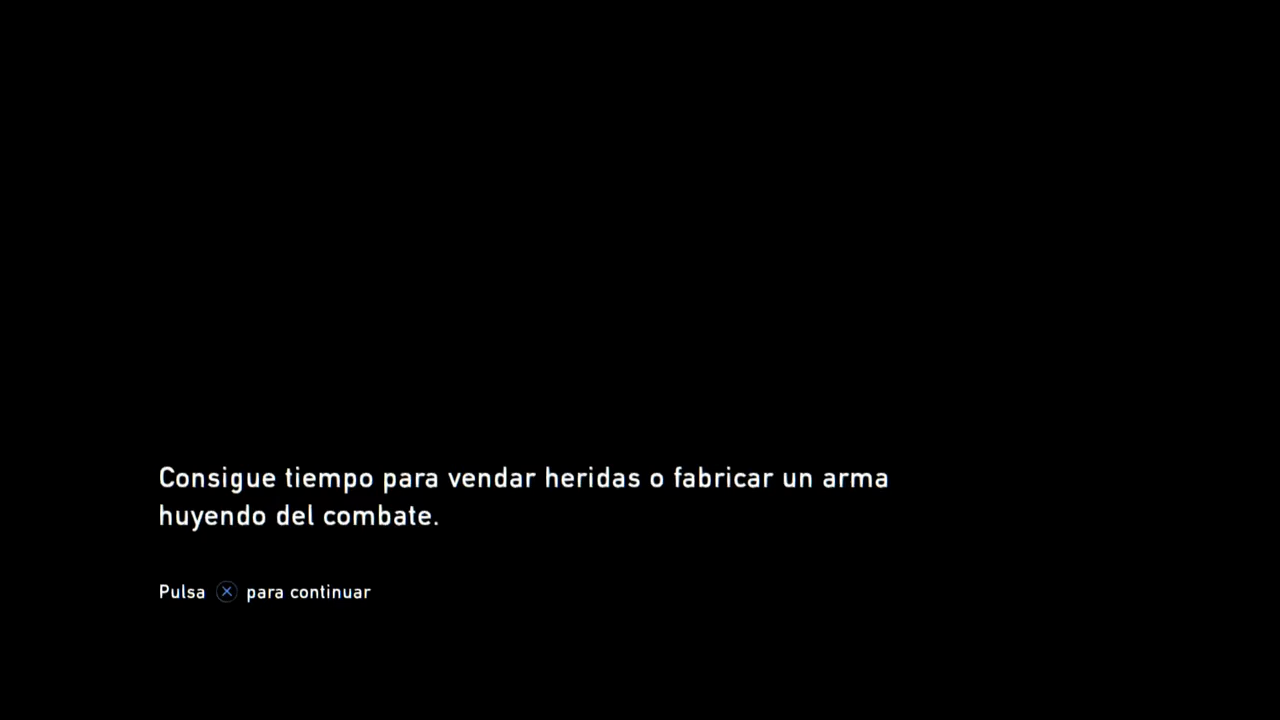 Consigue tiempo para vendar heridas o fabricar un arma
huyendo del combate.
Pulsa ⓧ para continuar